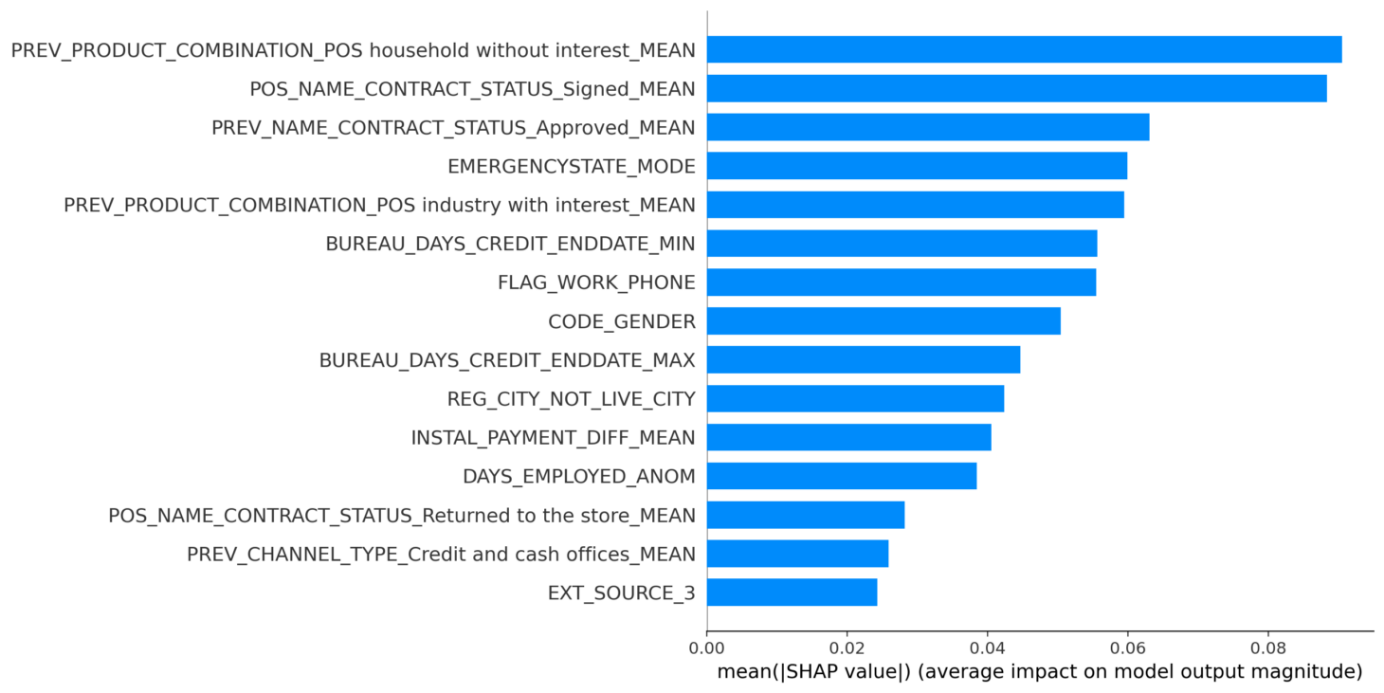 PREV_PRODUCT_COMBINATION_POS household without interest_MEAN
POS_NAME_CONTRACT_STATUS_Signed_MEAN
PREV_NAME_CONTRACT_STATUS_Approved_MEAN
EMERGENCYSTATE_MODE
PREV_PRODUCT_COMBINATION_POS industry with interest_MEAN
BUREAU_DAYS_CREDIT_ENDDATE_MIN
FLAG_WORK_PHONE
CODE_GENDER
BUREAU_DAYS_CREDIT_ENDDATE_MAX
REG_CITY_NOT_LIVE_CITY
INSTAL_PAYMENT_DIFF_MEAN
DAYS_EMPLOYED_ANOM
POS_NAME_CONTRACT_STATUS_Returned to the store_MEAN
PREV_CHANNEL_TYPE_Credit and cash offices_MEAN
EXT_SOURCE_3
0.00 0.02 0.04 0.06 0.08
mean(|SHAP value|) (average impact on model output magnitude)